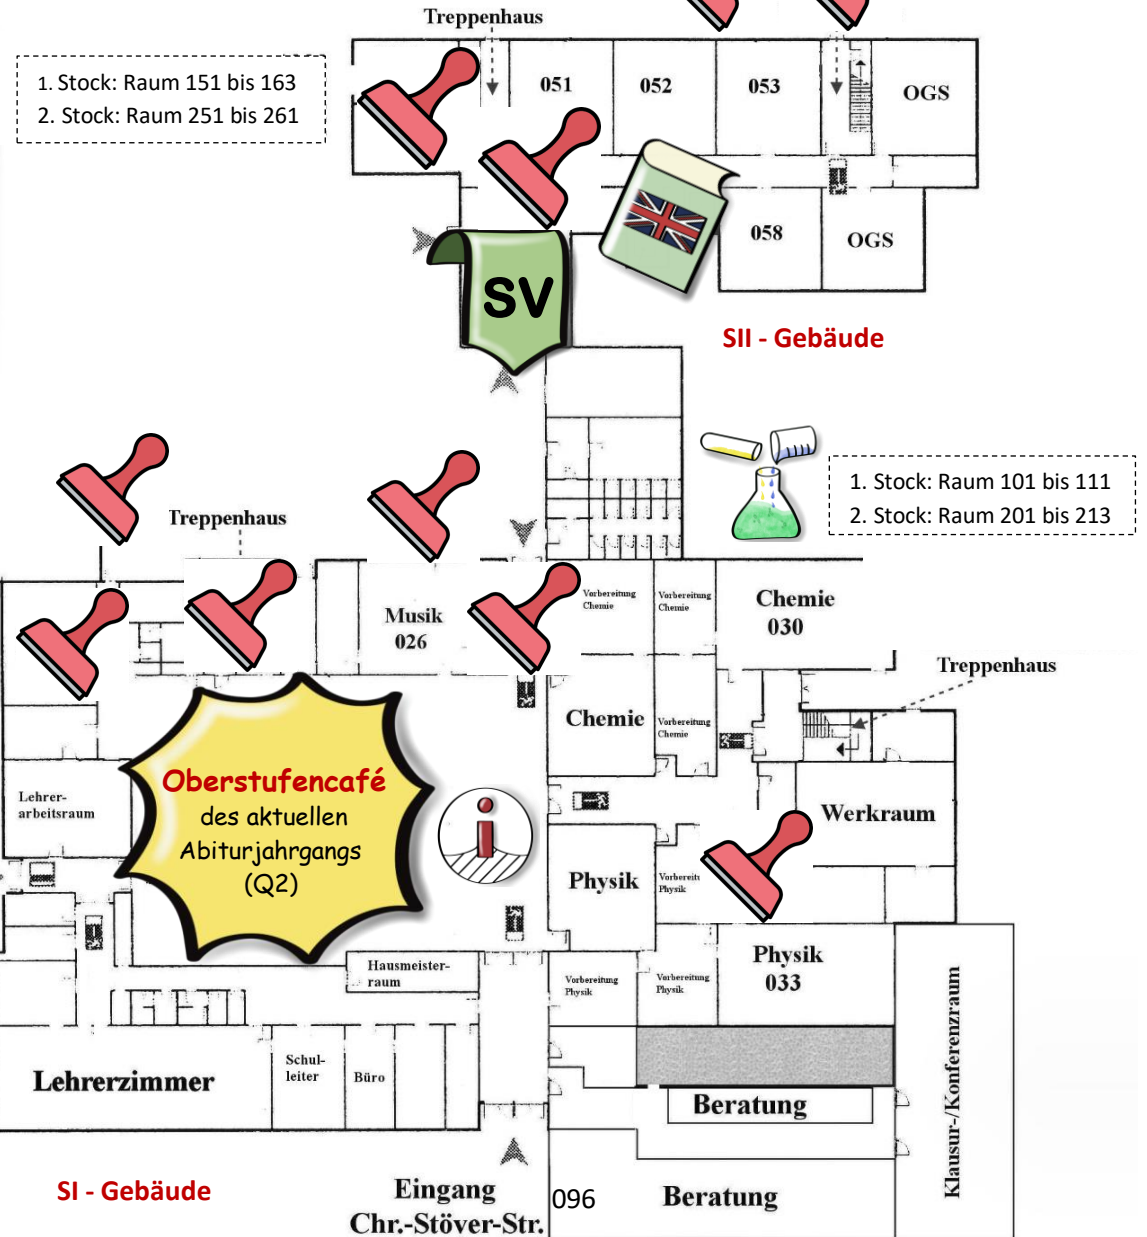 Treppenhaus
1. Stock: Raum 151 bis 163
2. Stock: Raum 251 bis 261
051
052
053
OGS
058
OGS
SV
SII - Gebäude
1. Stock: Raum 101 bis 111
2. Stock: Raum 201 bis 213
Treppenhaus
Musik
026
Vorbereitung
Chemie
Vorbereitung
Chemie
Chemie
030
Treppenhaus
Chemie
Vorbereitung
Chemie
Oberstufencafé
des aktuellen
Abiturjahrgangs
(Q2)
Lehrer-
arbeitsraum
i
Werkraum
Physik
Vorbereit
Physik
Hausmeister-
raum
Vorbereitung
Physik
Vorbereitung
Physik
Physik
033
Lehrerzimmer
Schul-
leiter
Büro
Beratung
Klausur-/Konferenzraum
SI - Gebäude
Eingang
Chr.-Stöver-Str.
096
Beratung